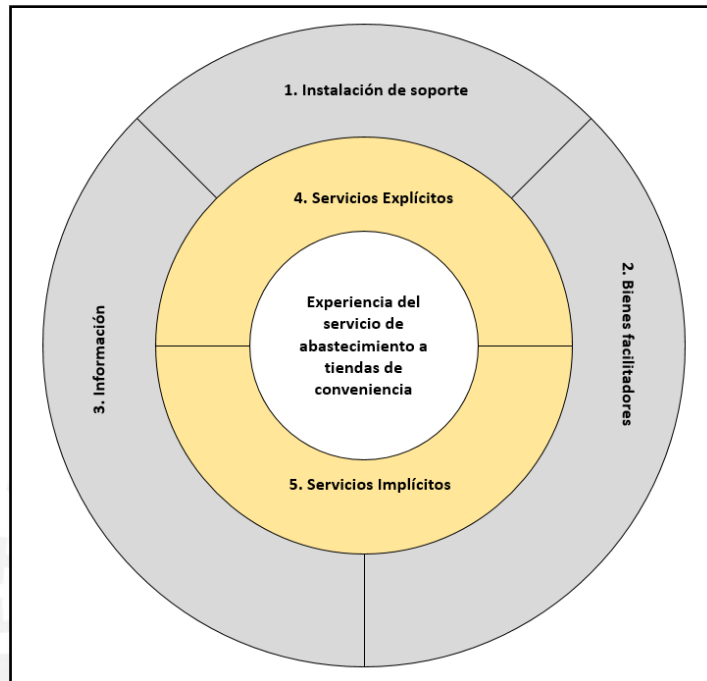 1. Instalación de soporte
4. Servicios Explícitos
Experiencia del
servicio de
abastecimiento a
tiendas de
conveniencia
2. Bienes facilitadores
3. Información
5. Servicios Implícitos